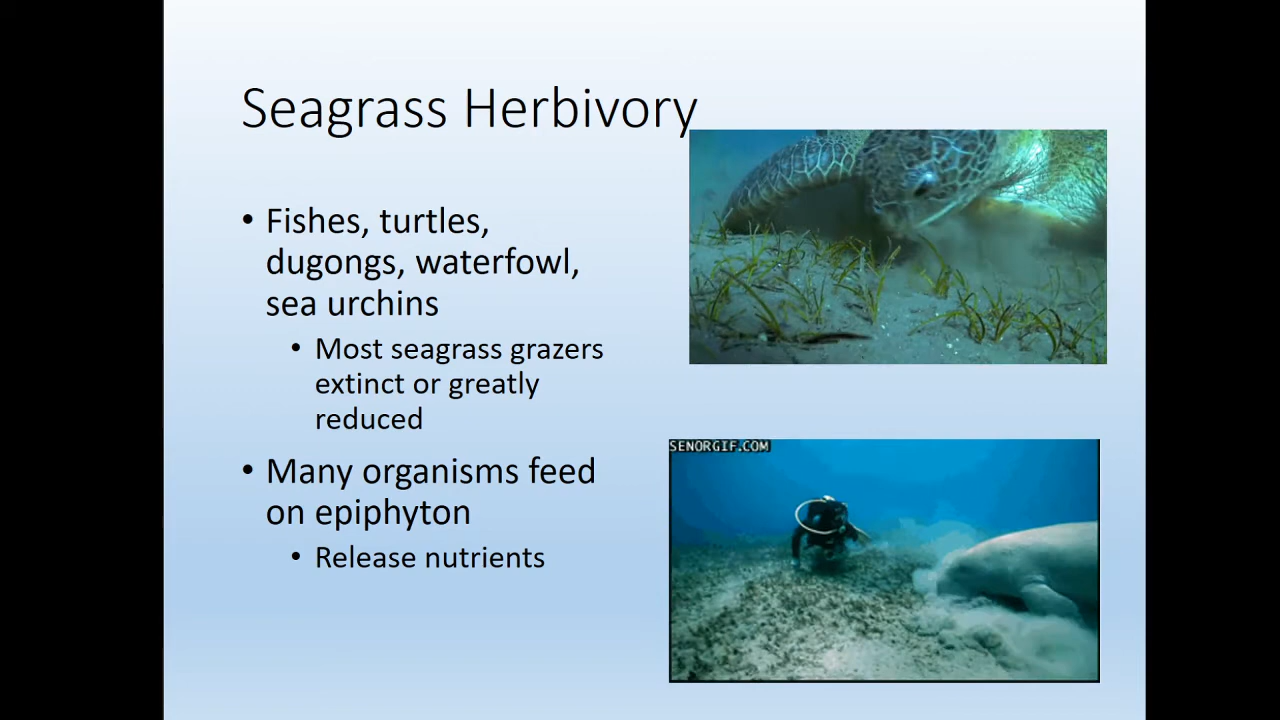 Seagrass Herbivory
• Fishes, turtles,
dugongs, waterfowl,
sea urchins
• Most seagrass grazers
extinct or greatly
reduced
• Many organisms feed
on epiphyton
• Release nutrients
SENORGIF.COM